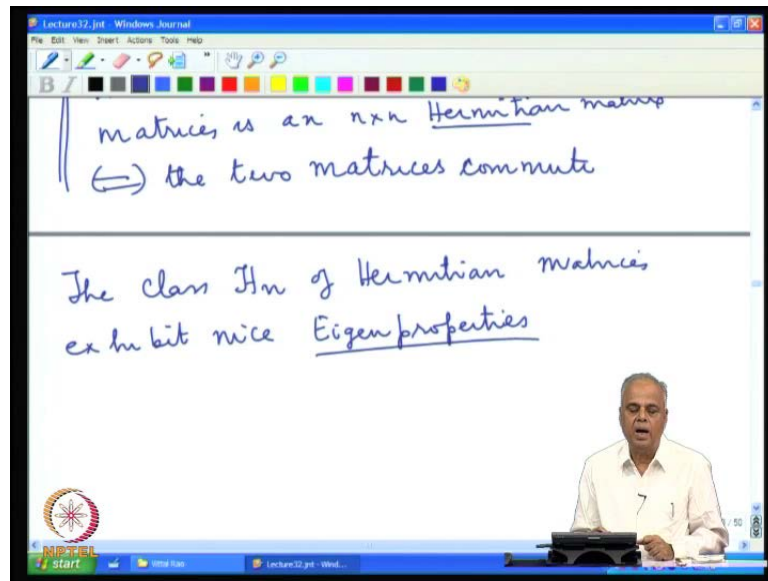 Lecture32.jnt - Windows Journal
File Edit View Insert Actions Tools Help
B I
matrices is an n×n Hermitian matrix
⟺ the two matrices commute
The class Hn of Hermitian matrices
exhibit nice Eigenproperties
/ 50
NPTEL
start
Vittal Rao
Lecture32.jnt - Wind...